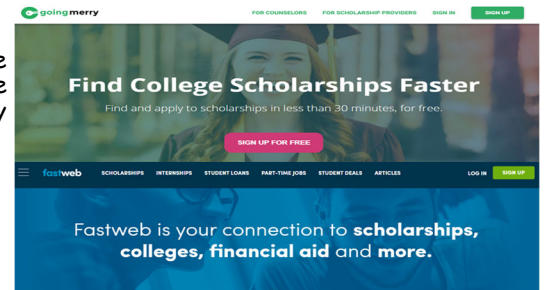 going merry
FOR COUNSELORS FOR SCHOLARSHIP PROVIDERS SIGN IN SIGN UP
Find College Scholarships Faster
Find and apply to scholarships in less than 30 minutes, for free.
SIGN UP FOR FREE
fastweb SCHOLARSHIPS INTERNSHIPS STUDENT LOANS PART-TIME JOBS STUDENT DEALS ARTICLES LOG IN SIGN UP
Fastweb is your connection to scholarships,
colleges, financial aid and more.